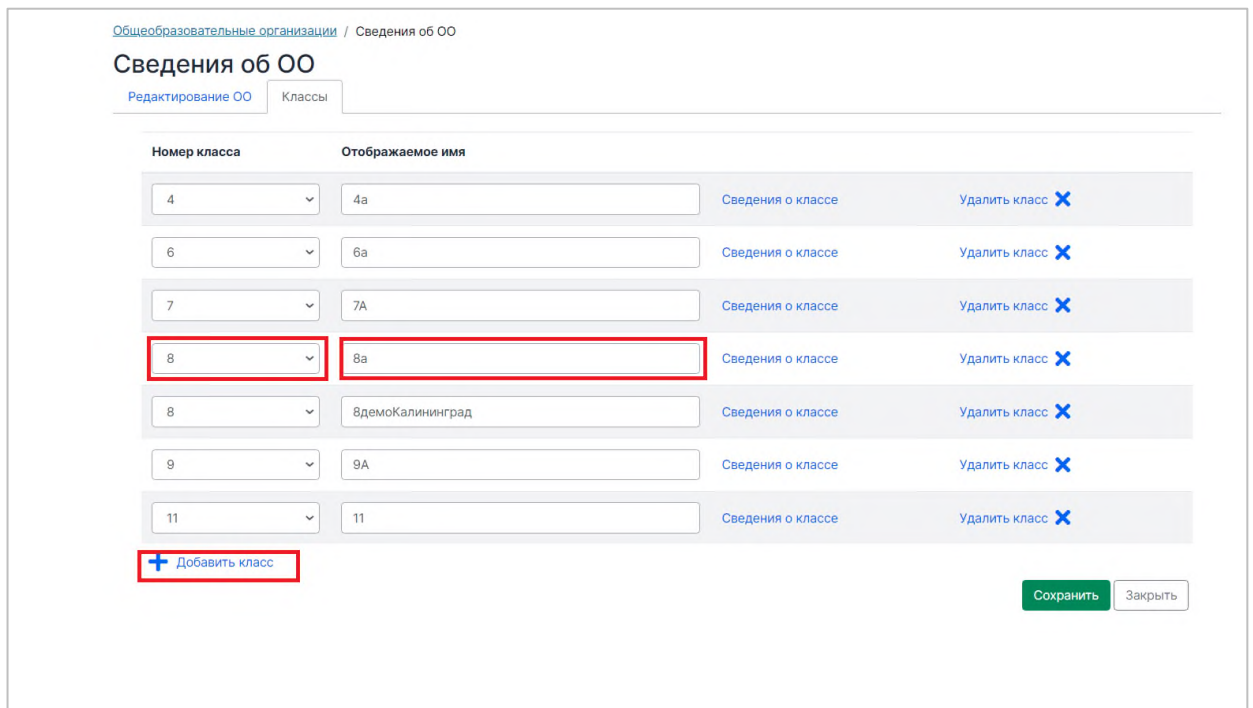 Общеобразовательные организации / Сведения об ОО
Сведения об ОО
Редактирование ОО Классы
Номер класса Отображаемое имя
4 4а Сведения о классе Удалить класс
6 6а Сведения о классе Удалить класс
7 7А Сведения о классе Удалить класс
8 8а Сведения о классе Удалить класс
8 8демоКалининград Сведения о классе Удалить класс
9 9А Сведения о классе Удалить класс
11 11 Сведения о классе Удалить класс
Добавить класс
Сохранить Закрыть